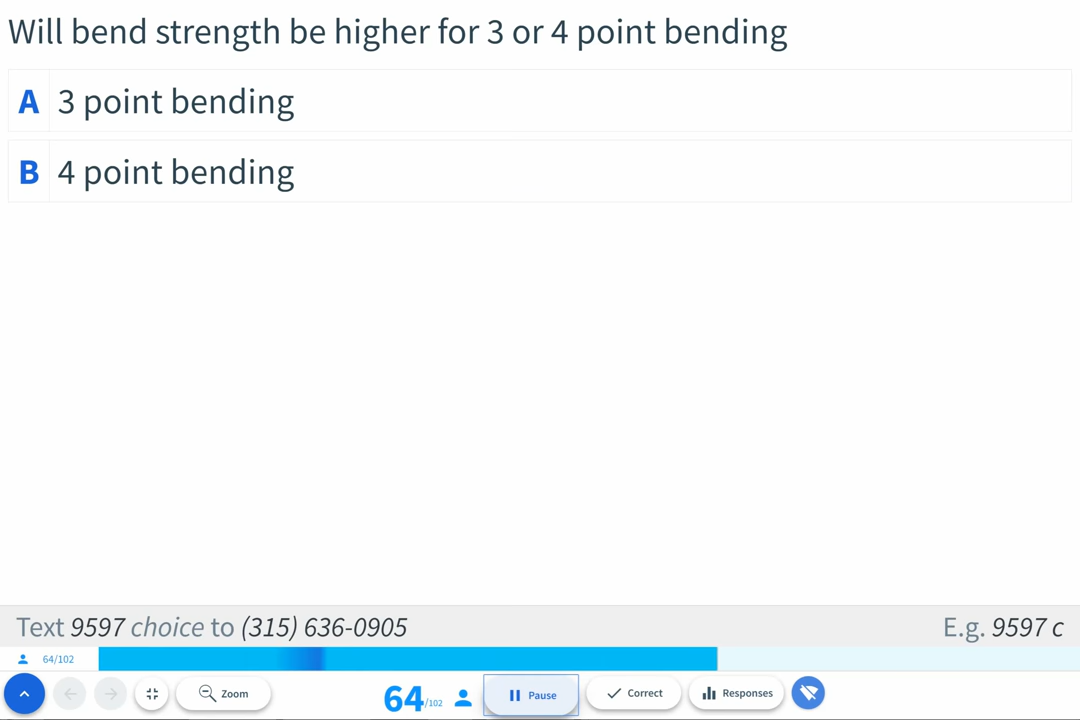 Will bend strength be higher for 3 or 4 point bending
A 3 point bending
B 4 point bending
Text 9597 choice to (315) 636-0905 E.g. 9597 c
64/102
Zoom 64/102 Pause Correct Responses